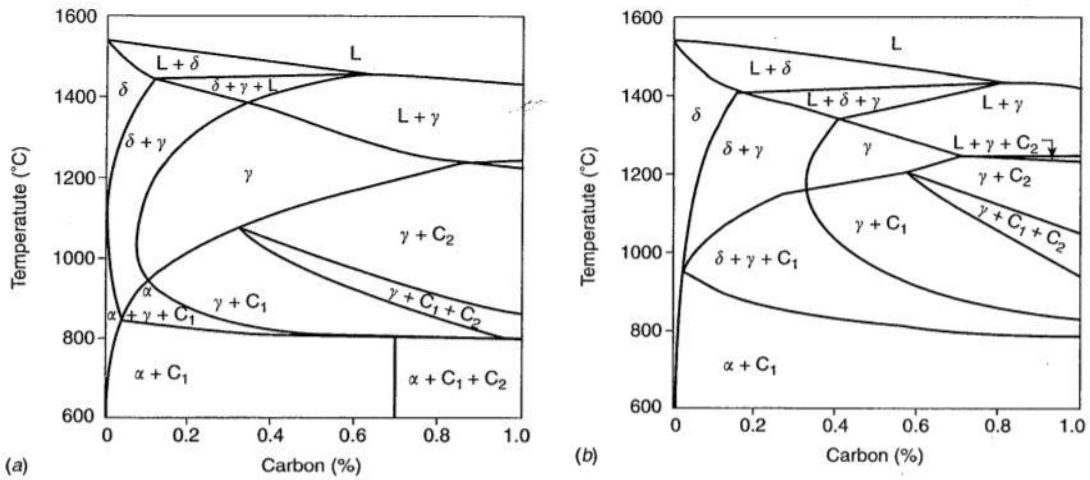 1600
1400
1200
1000
800
600
Temperatute (°C)
L
L + δ
δ + γ + L
δ
δ + γ
L + γ
γ
γ + C₂
α
γ + C₁
γ + C₁ + C₂
α + γ + C₁
α + C₁
α + C₁ + C₂
0
0.2
0.4
0.6
0.8
1.0
Carbon (%)
(a)
1600
1400
1200
1000
800
600
Temperatute (°C)
L
L + δ
L + δ + γ
L + γ
δ
δ + γ
γ
L + γ + C₂
γ + C₂
γ + C₁ + C₂
γ + C₁
δ + γ + C₁
α + C₁
0
0.2
0.4
0.6
0.8
1.0
Carbon (%)
(b)